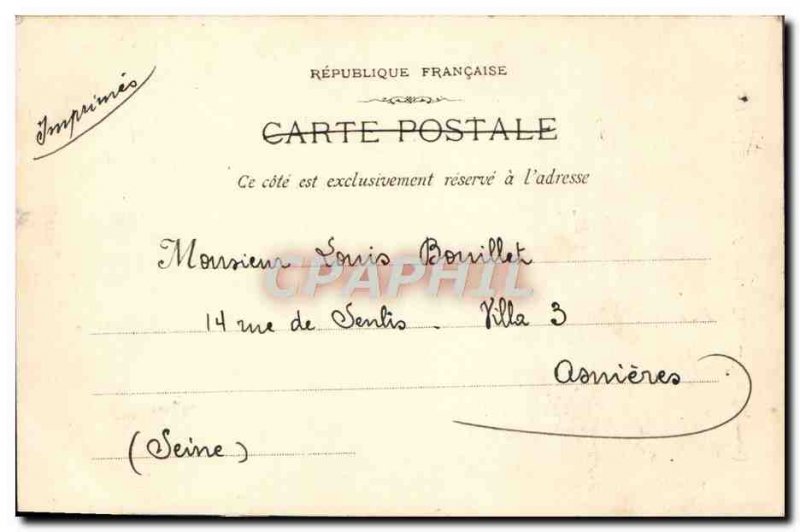 Imprimés
RÉPUBLIQUE FRANÇAISE
CARTE POSTALE
Ce côté est exclusivement réservé à l'adresse
Monsieur Louis Bouillet
CPAPHIL
14 rue de Senlis - Villa 3
Asnières
(Seine)